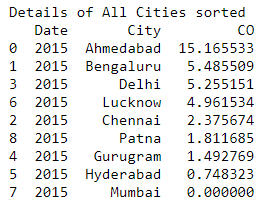 Details of All Cities sorted
Date City CO
0 2015 Ahmedabad 15.165533
1 2015 Bengaluru 5.485509
3 2015 Delhi 5.255151
6 2015 Lucknow 4.961534
2 2015 Chennai 2.375674
8 2015 Patna 1.811685
4 2015 Gurugram 1.492769
5 2015 Hyderabad 0.748323
7 2015 Mumbai 0.000000